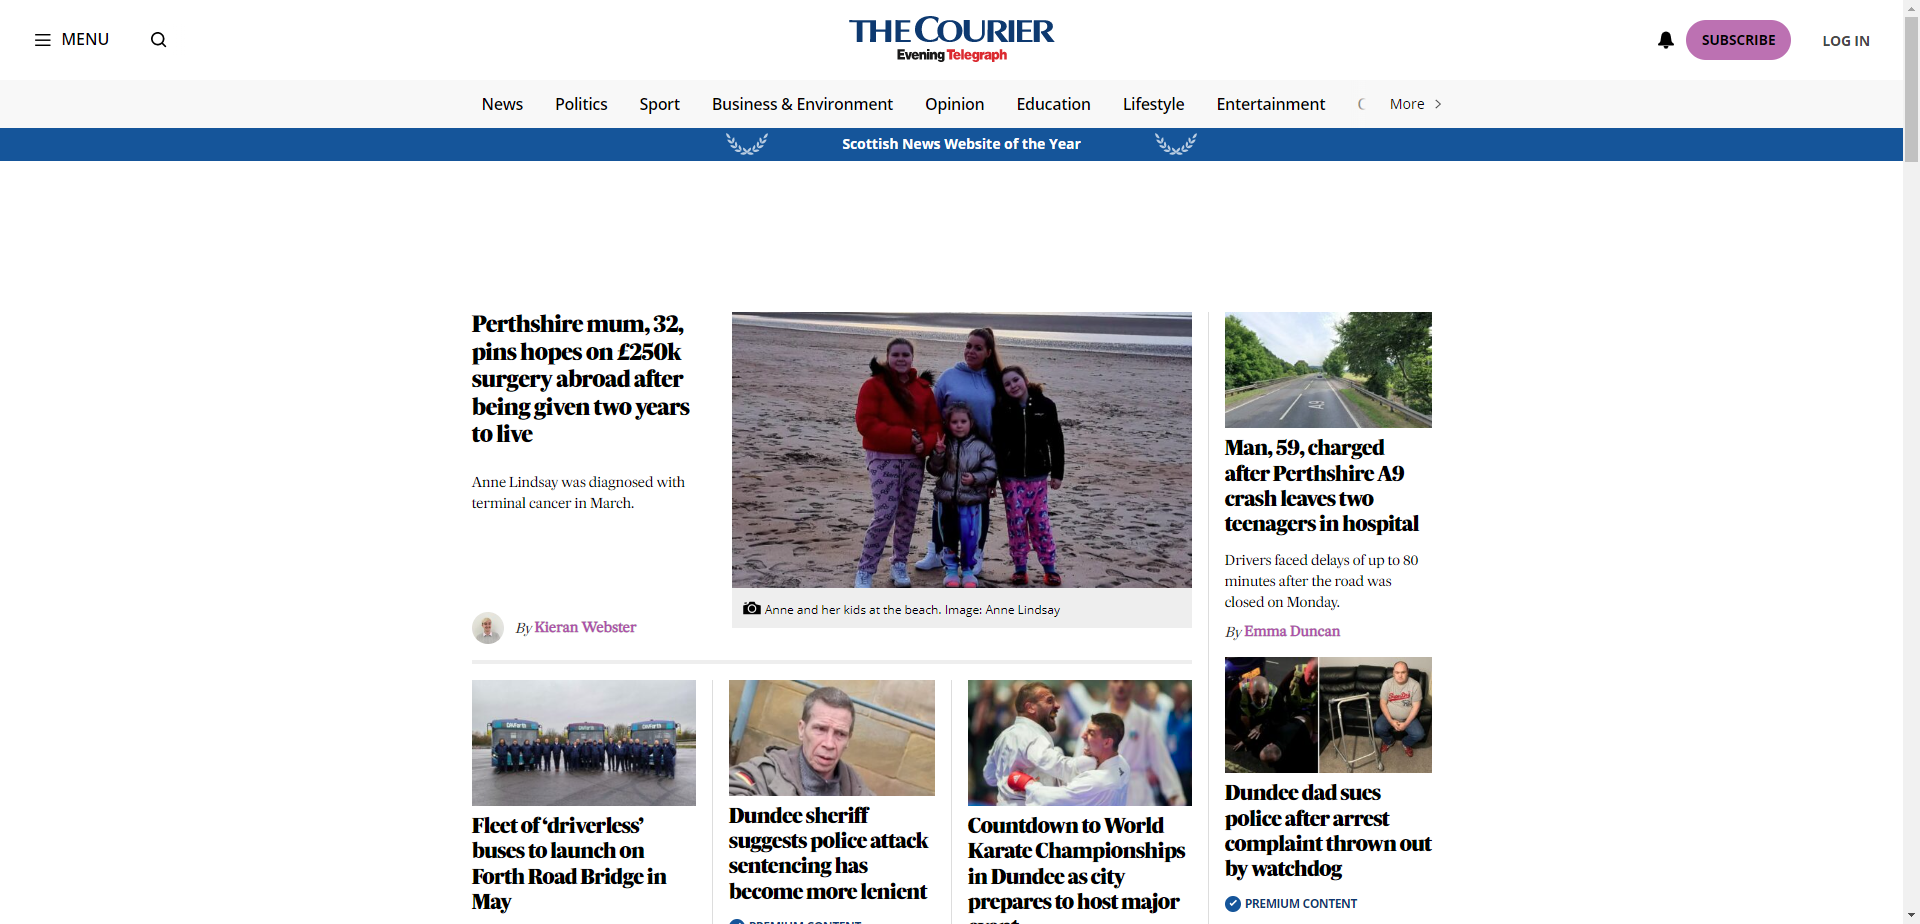 MENU
THE COURIER
Evening Telegraph
SUBSCRIBE
LOG IN
News
Politics
Sport
Business & Environment
Opinion
Education
Lifestyle
Entertainment
More
Scottish News Website of the Year
Perthshire mum, 32,
pins hopes on £250k
surgery abroad after
being given two years
to live
Anne Lindsay was diagnosed with
terminal cancer in March.
By Kieran Webster
Anne and her kids at the beach. Image: Anne Lindsay
A9
Man, 59, charged
after Perthshire A9
crash leaves two
teenagers in hospital
Drivers faced delays of up to 80
minutes after the road was
closed on Monday.
By Emma Duncan
Fleet of ‘driverless’
buses to launch on
Forth Road Bridge in
May
Dundee sheriff
suggests police attack
sentencing has
become more lenient
PREMIUM CONTENT
Countdown to World
Karate Championships
in Dundee as city
prepares to host major
event
Dundee dad sues
police after arrest
complaint thrown out
by watchdog
PREMIUM CONTENT